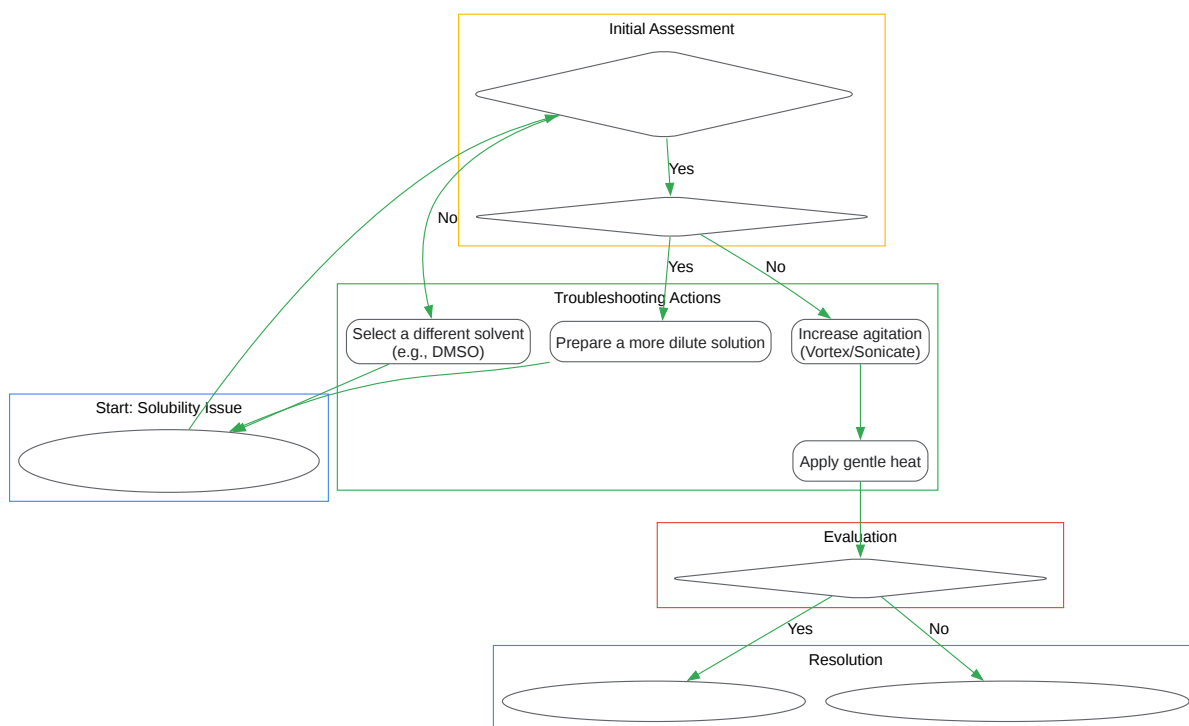 Initial Assessment
Yes
No
Yes
No
Troubleshooting Actions
Select a different solvent
(e.g., DMSO)
Prepare a more dilute solution
Increase agitation
(Vortex/Sonicate)
Start: Solubility Issue
Apply gentle heat
Evaluation
Yes
No
Resolution